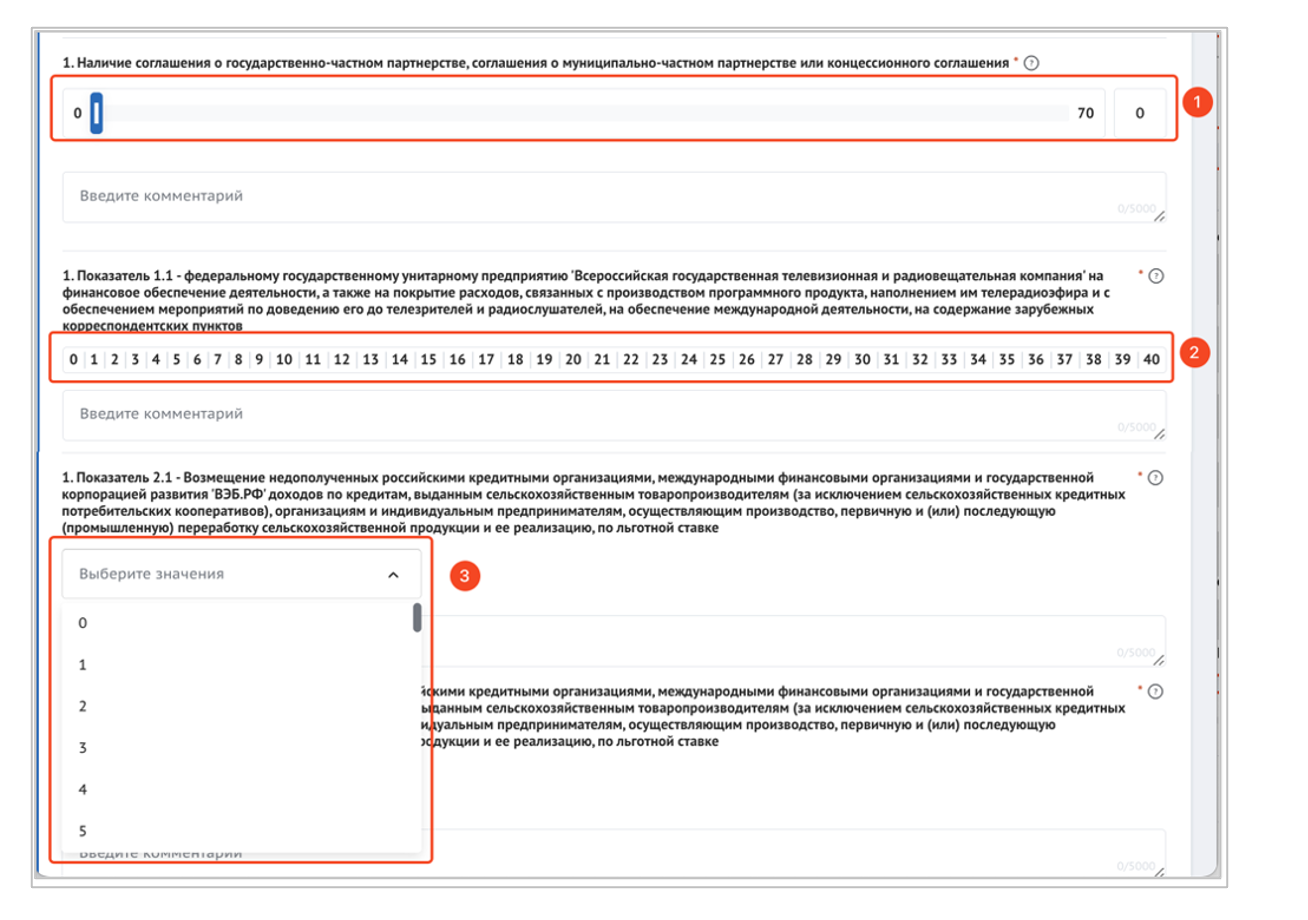 1. Наличие соглашения о государственно-частном партнерстве, соглашения о муниципально-частном партнерстве или концессионного соглашения * ?
0 70 0
1
Введите комментарий
0/5000
1. Показатель 1.1 - федеральному государственному унитарному предприятию 'Всероссийская государственная телевизионная и радиовещательная компания' на * ?
финансовое обеспечение деятельности, а также на покрытие расходов, связанных с производством программного продукта, наполнением им телерадиоэфира и с
обеспечением мероприятий по доведению его до телезрителей и радиослушателей, на обеспечение международной деятельности, на содержание зарубежных
корреспондентских пунктов
0 1 2 3 4 5 6 7 8 9 10 11 12 13 14 15 16 17 18 19 20 21 22 23 24 25 26 27 28 29 30 31 32 33 34 35 36 37 38 39 40
2
Введите комментарий
0/5000
1. Показатель 2.1 - Возмещение недополученных российскими кредитными организациями, международными финансовыми организациями и государственной * ?
корпорацией развития 'ВЭБ.РФ' доходов по кредитам, выданным сельскохозяйственным товаропроизводителям (за исключением сельскохозяйственных кредитных
потребительских кооперативов), организациям и индивидуальным предпринимателям, осуществляющим производство, первичную и (или) последующую
(промышленную) переработку сельскохозяйственной продукции и ее реализацию, по льготной ставке
Выберите значения
3
0
1
2
3
4
5
0/5000
кредитными организациями, международными финансовыми организациями и государственной * ?
сельскохозяйственным товаропроизводителям (за исключением сельскохозяйственных кредитных
предпринимателям, осуществляющим производство, первичную и (или) последующую
и ее реализацию, по льготной ставке
Введите комментарий
0/5000